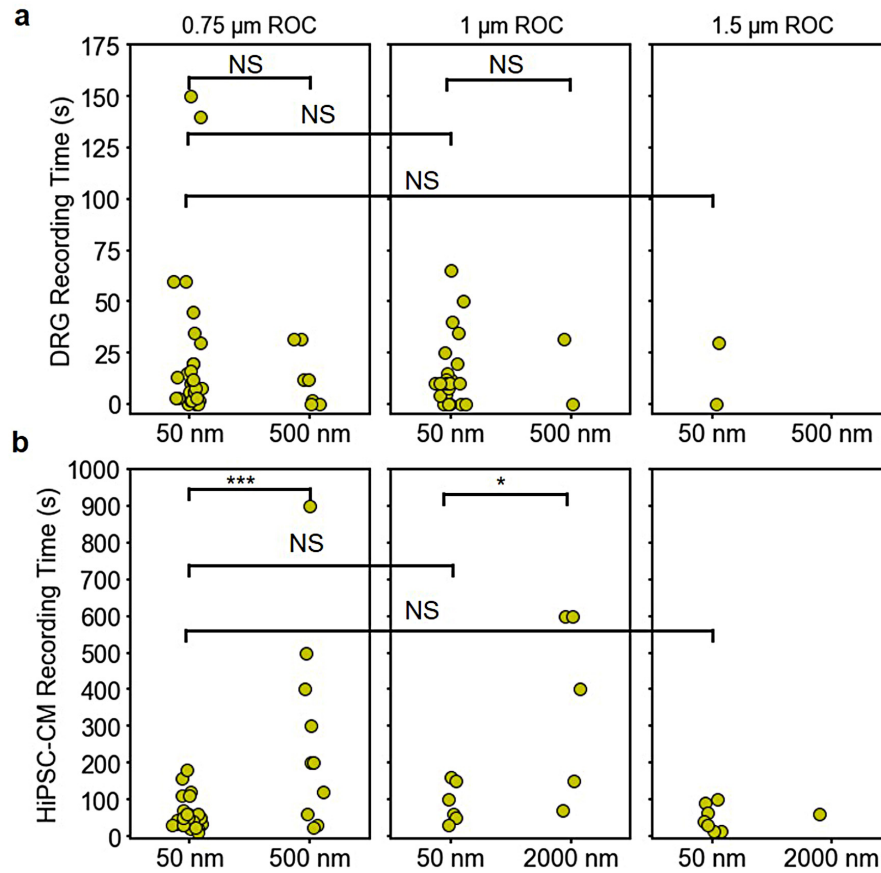 a
0.75 µm ROC
1 µm ROC
1.5 µm ROC
DRG Recording Time (s)
175
150
125
100
75
50
25
0
NS
NS
NS
NS
50 nm
500 nm
50 nm
500 nm
50 nm
500 nm
b
HiPSC-CM Recording Time (s)
1000
900
800
700
600
500
400
300
200
100
0
***
*
NS
NS
50 nm
500 nm
50 nm
2000 nm
50 nm
2000 nm